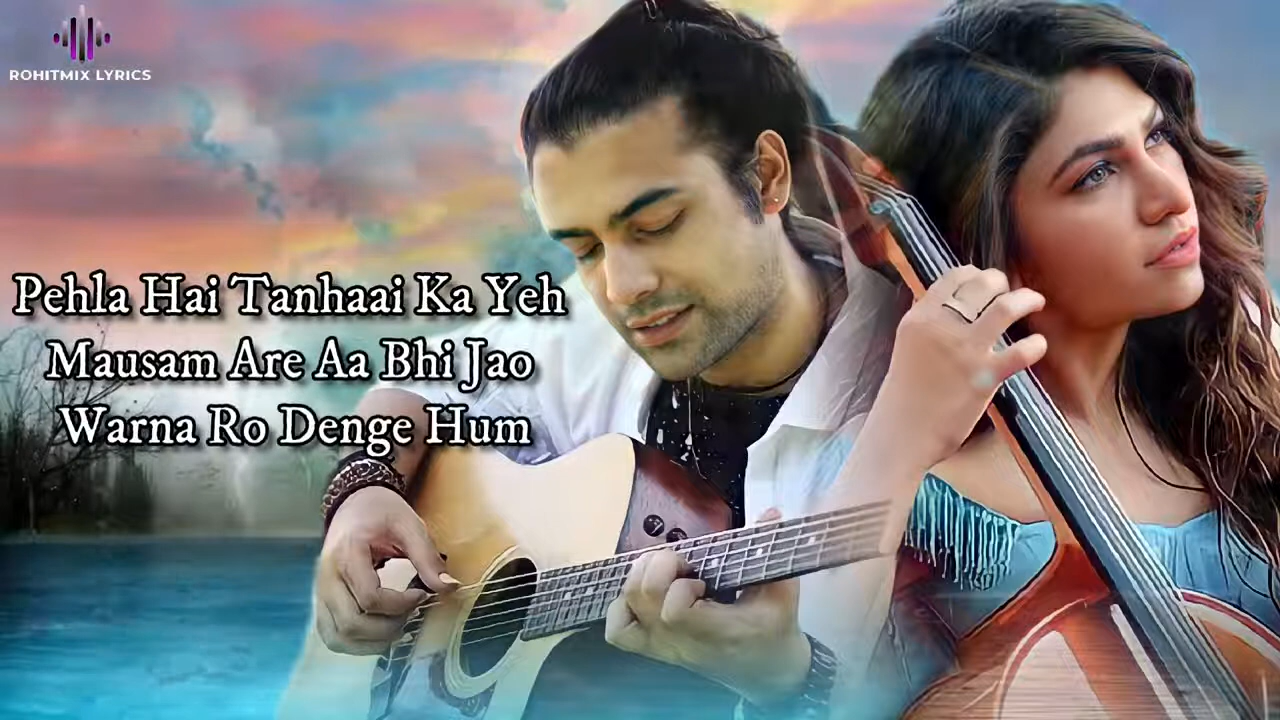 ROHITMIX LYRICS
Pehla Hai Tanhaai Ka Yeh
Mausam Are Aa Bhi Jao
Warna Ro Denge Hum